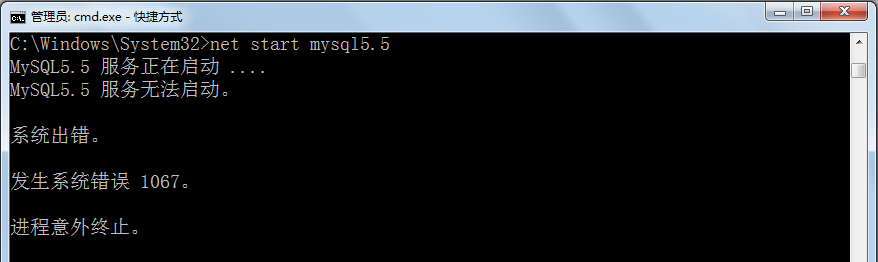 管理员: cmd.exe - 快捷方式
C:\Windows\System32>net start mysql5.5
MySQL5.5 服务正在启动 ....
MySQL5.5 服务无法启动。
系统出错。
发生系统错误 1067。
进程意外终止。